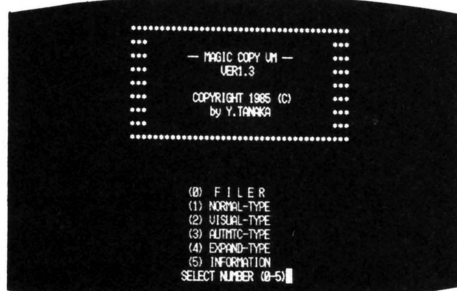 — MAGIC COPY VM —
VER1.3
COPYRIGHT 1985 (C)
by Y.TANAKA
(0) F I L E R
(1) NORMAL-TYPE
(2) VISUAL-TYPE
(3) AUTMTC-TYPE
(4) EXPAND-TYPE
(5) INFORMATION
SELECT NUMBER (0-5)